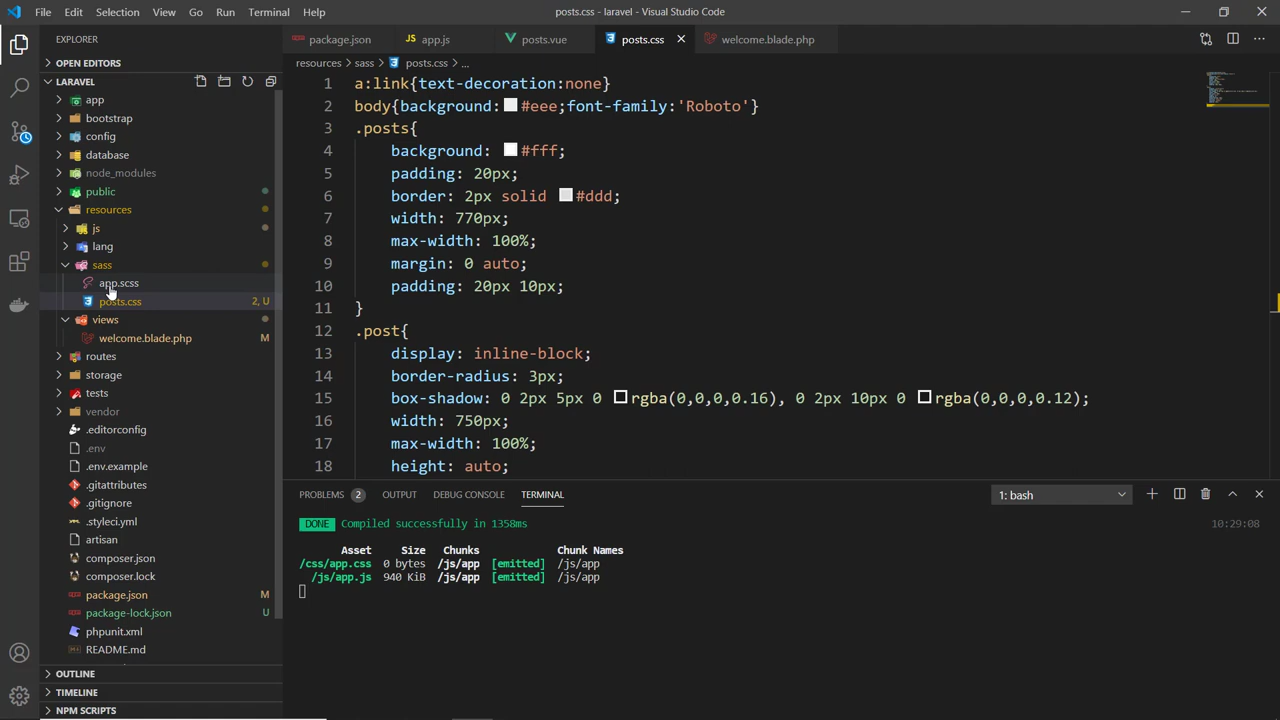 File Edit Selection View Go Run Terminal Help
posts.css - laravel - Visual Studio Code
EXPLORER
OPEN EDITORS
LARAVEL
app
bootstrap
config
database
node_modules
public
resources
js
lang
sass
app.scss
posts.css 2, U
views
welcome.blade.php M
routes
storage
tests
vendor
.editorconfig
.env
.env.example
.gitattributes
.gitignore
.styleci.yml
artisan
composer.json
composer.lock
package.json M
package-lock.json U
phpunit.xml
README.md
OUTLINE
TIMELINE
NPM SCRIPTS
package.json JS app.js posts.vue posts.css welcome.blade.php
resources > sass > posts.css > ...
1 a:link{text-decoration:none}
2 body{background: #eee;font-family:'Roboto'}
3 .posts{
4 background: #fff;
5 padding: 20px;
6 border: 2px solid #ddd;
7 width: 770px;
8 max-width: 100%;
9 margin: 0 auto;
10 padding: 20px 10px;
11 }
12 .post{
13 display: inline-block;
14 border-radius: 3px;
15 box-shadow: 0 2px 5px 0 rgba(0,0,0,0.16), 0 2px 10px 0 rgba(0,0,0,0.12);
16 width: 750px;
17 max-width: 100%;
18 height: auto;
PROBLEMS 2 OUTPUT DEBUG CONSOLE TERMINAL 1: bash
DONE Compiled successfully in 1358ms 10:29:08
Asset Size Chunks Chunk Names
/css/app.css 0 bytes /js/app [emitted] /js/app
/js/app.js 940 KiB /js/app [emitted] /js/app